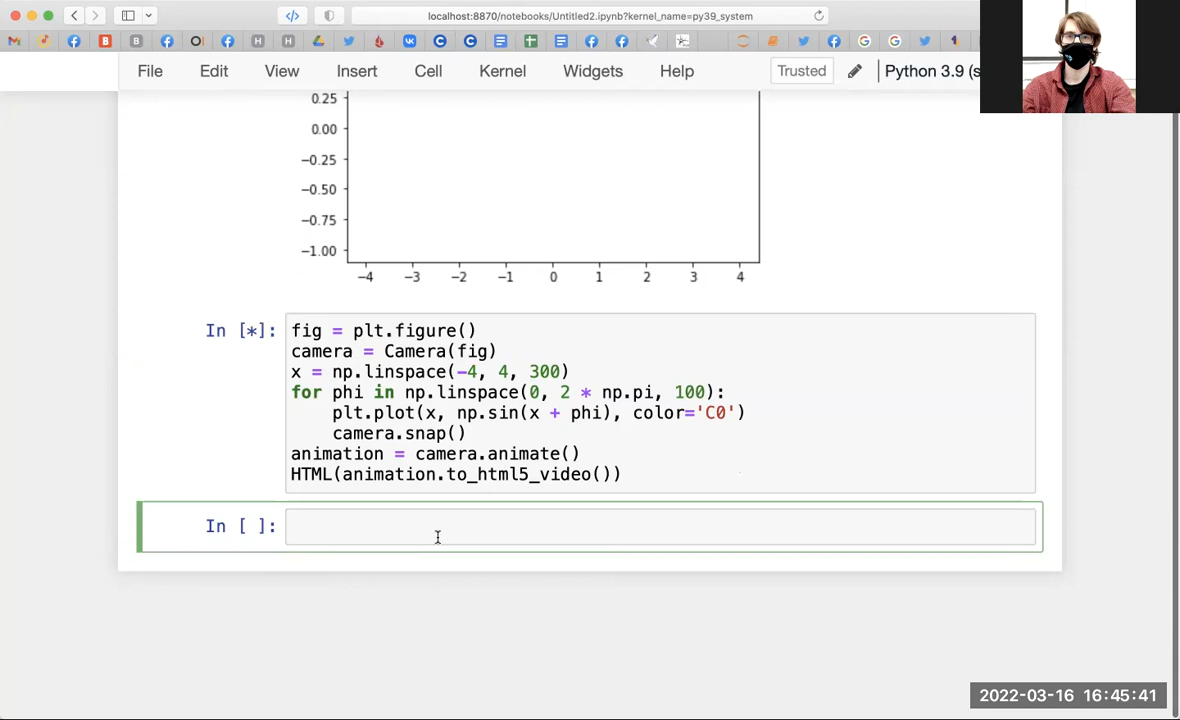 localhost:8870/notebooks/Untitled2.ipynb?kernel_name=py39_system
File Edit View Insert Cell Kernel Widgets Help Trusted Python 3.9 (s
0.25
0.00
−0.25
−0.50
−0.75
−1.00
−4 −3 −2 −1 0 1 2 3 4
In [*]:
fig = plt.figure()
camera = Camera(fig)
x = np.linspace(-4, 4, 300)
for phi in np.linspace(0, 2 * np.pi, 100):
    plt.plot(x, np.sin(x + phi), color='C0')
    camera.snap()
animation = camera.animate()
HTML(animation.to_html5_video())
In [ ]:
2022-03-16 16:45:41